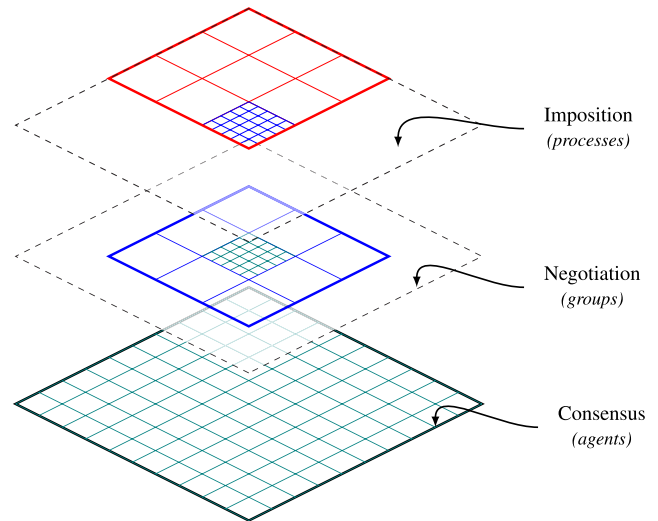 Imposition
(processes)
Negotiation
(groups)
Consensus
(agents)